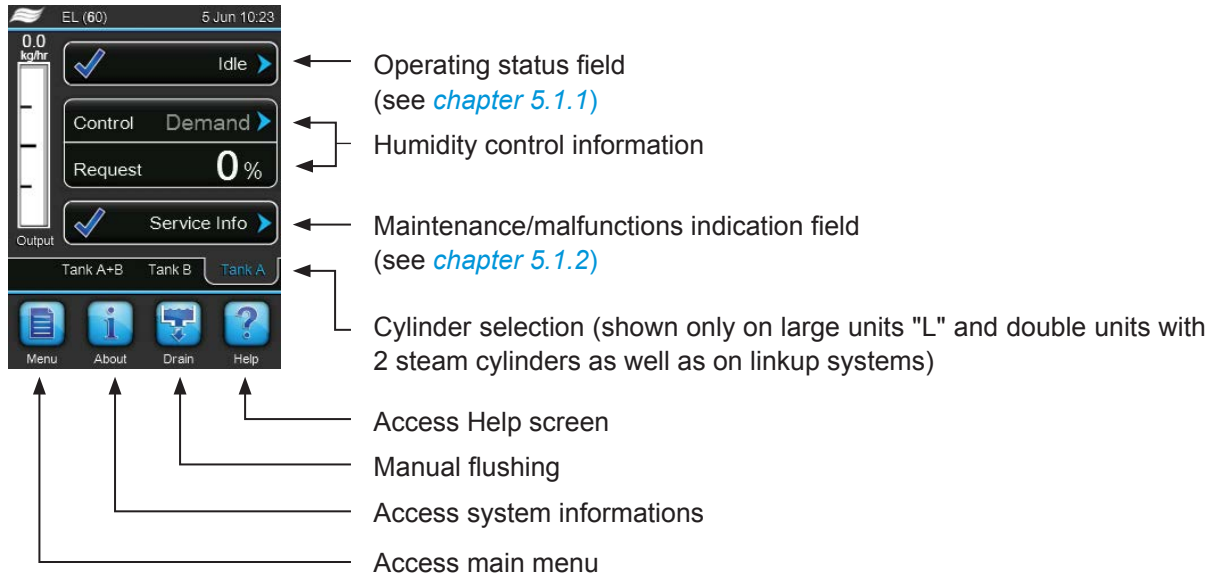 EL (60) 5 Jun 10:23
0.0
kg/hr
Idle
Control Demand
Request 0 %
Service Info
Output
Tank A+B Tank B Tank A
Menu About Drain Help
Operating status field
(see chapter 5.1.1)
Humidity control information
Maintenance/malfunctions indication field
(see chapter 5.1.2)
Cylinder selection (shown only on large units "L" and double units with
2 steam cylinders as well as on linkup systems)
Access Help screen
Manual flushing
Access system informations
Access main menu